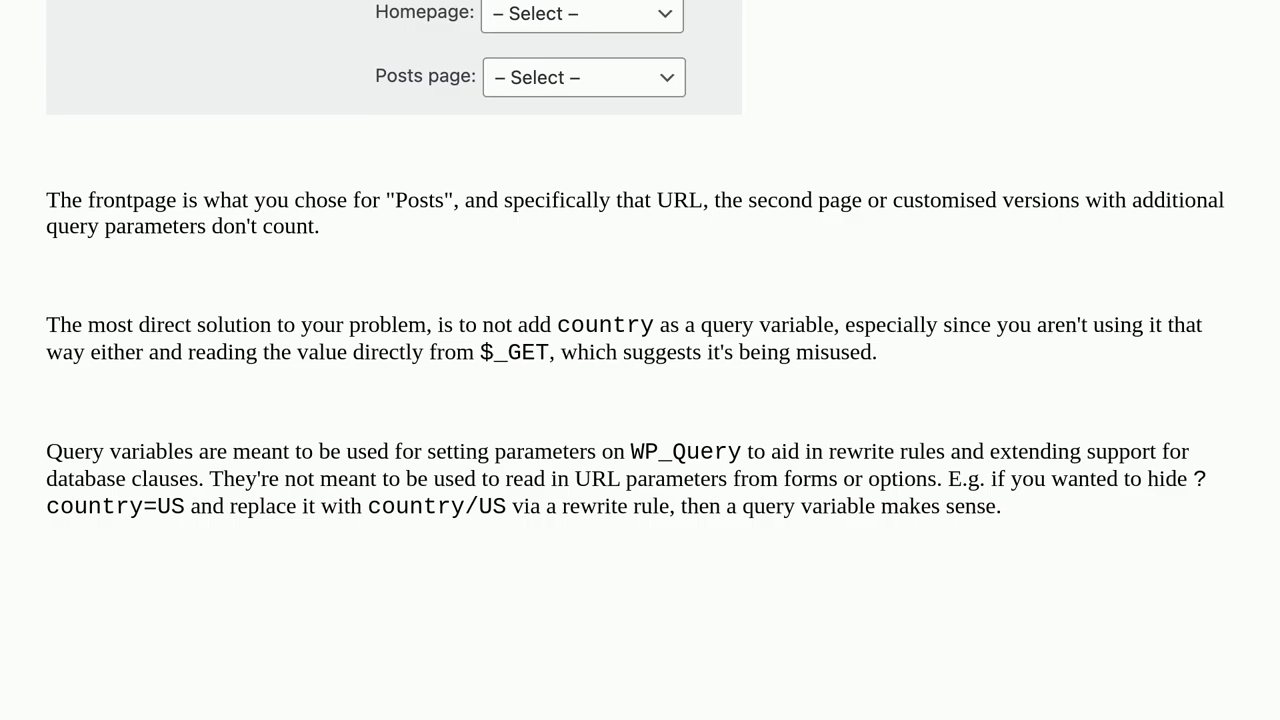 Homepage: – Select –
Posts page: – Select –
The frontpage is what you chose for "Posts", and specifically that URL, the second page or customised versions with additional
query parameters don't count.
The most direct solution to your problem, is to not add country as a query variable, especially since you aren't using it that
way either and reading the value directly from $_GET, which suggests it's being misused.
Query variables are meant to be used for setting parameters on WP_Query to aid in rewrite rules and extending support for
database clauses. They're not meant to be used to read in URL parameters from forms or options. E.g. if you wanted to hide ?
country=US and replace it with country/US via a rewrite rule, then a query variable makes sense.